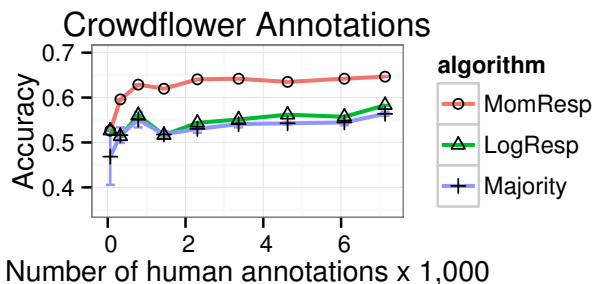 Crowdflower Annotations
Accuracy
0.7
0.6
0.5
0.4
0 2 4 6
Number of human annotations x 1,000
algorithm
MomResp
LogResp
Majority